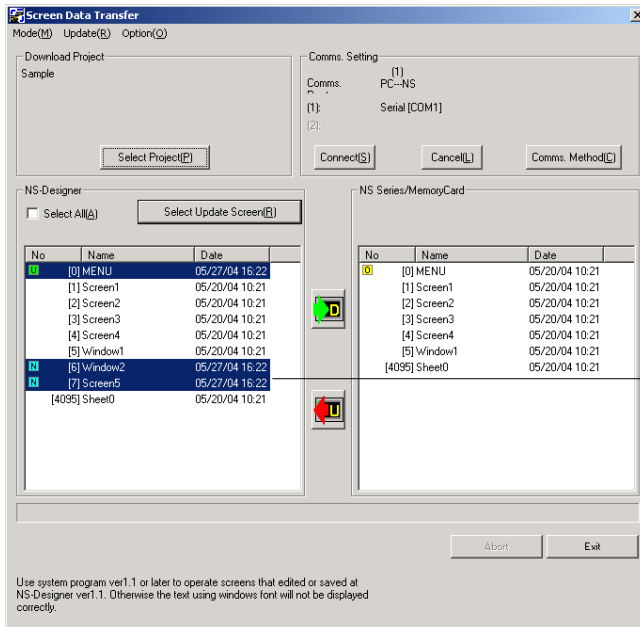 Screen Data Transfer
Mode(M) Update(R) Option(O)
Download Project
Sample
Select Project(P)
Comms. Setting
(1)
Comms. PC---NS
(1): Serial [COM1]
(2):
Connect(S) Cancel(L) Comms. Method(C)
NS-Designer
Select All(A) Select Update Screen(R)
No Name Date
U [0] MENU 05/27/04 16:22
[1] Screen1 05/20/04 10:21
[2] Screen2 05/20/04 10:21
[3] Screen3 05/20/04 10:21
[4] Screen4 05/20/04 10:21
[5] Window1 05/20/04 10:21
N [6] Window2 05/27/04 16:22
N [7] Screen5 05/27/04 16:22
[4095] Sheet0 05/20/04 10:21
D
U
NS Series/MemoryCard
No Name Date
O [0] MENU 05/20/04 10:21
[1] Screen1 05/20/04 10:21
[2] Screen2 05/20/04 10:21
[3] Screen3 05/20/04 10:21
[4] Screen4 05/20/04 10:21
[5] Window1 05/20/04 10:21
[4095] Sheet0 05/20/04 10:21
Abort Exit
Use system program ver1.1 or later to operate screens that edited or saved at
NS-Designer ver1.1. Otherwise the text using windows font will not be displayed
correctly.